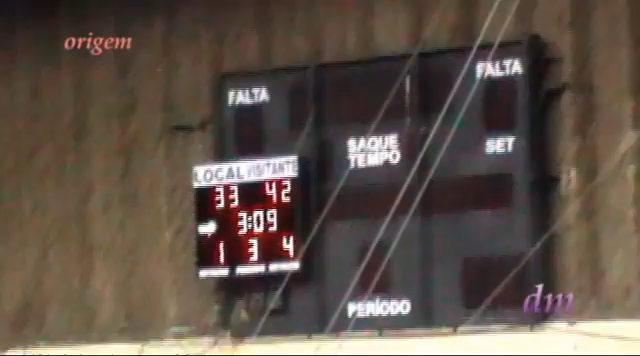 origem
FALTA
FALTA
SAQUE
TEMPO
SET
LOCAL VISITANTE
33 42
3:09
1 3 4
PERÍODO
dm